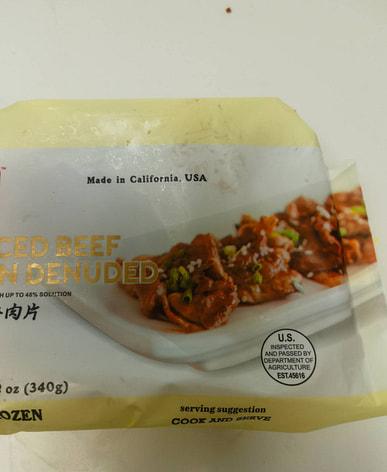 Made in California, USA
CED BEEF
N DENUDED
H UP TO 48% SOLUTION
肉片
oz (340g)
OZEN
U.S.
INSPECTED
AND PASSED BY
DEPARTMENT OF
AGRICULTURE
EST.45616
serving suggestion
COOK AND SERVE